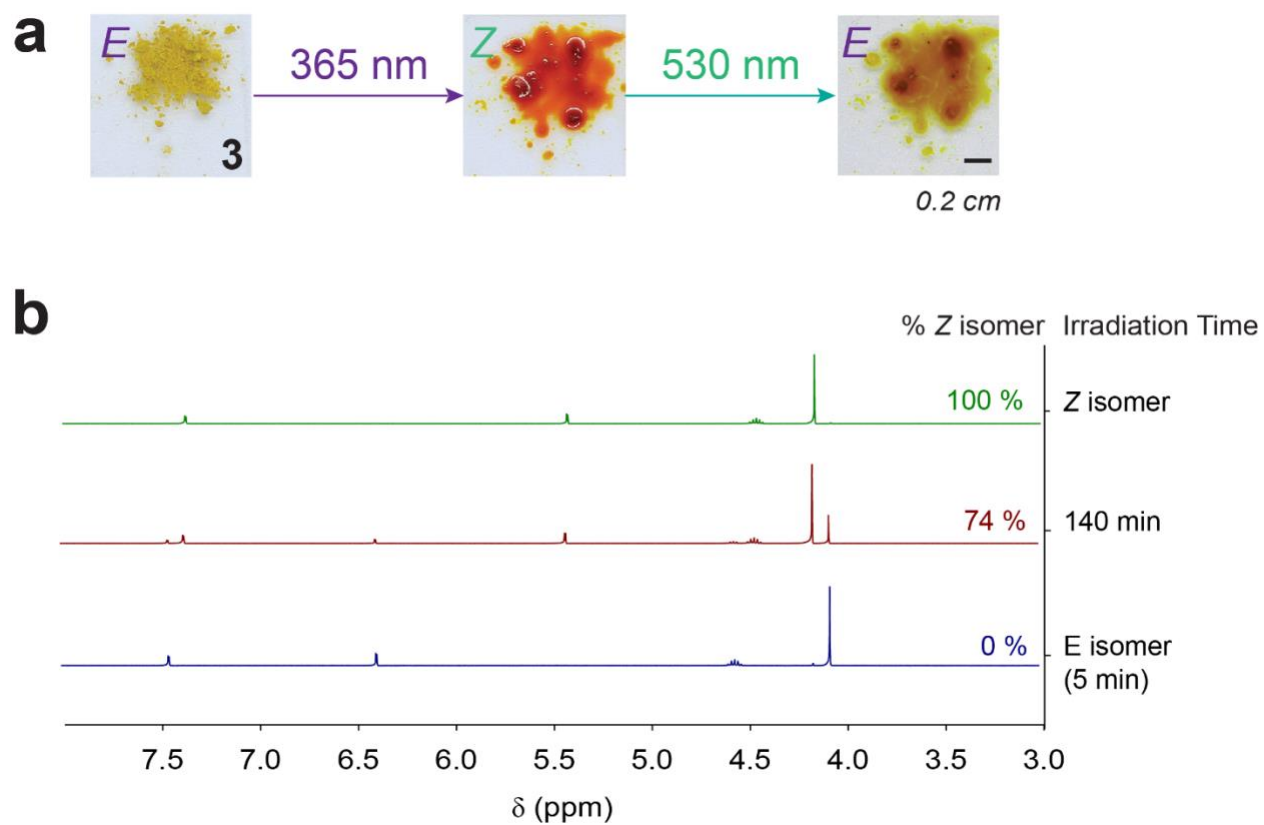 a
E 365 nm Z 530 nm E
3
0.2 cm
b
% Z isomer Irradiation Time
100 % Z isomer
74 % 140 min
0 % E isomer
(5 min)
7.5 7.0 6.5 6.0 5.5 5.0 4.5 4.0 3.5 3.0
δ (ppm)